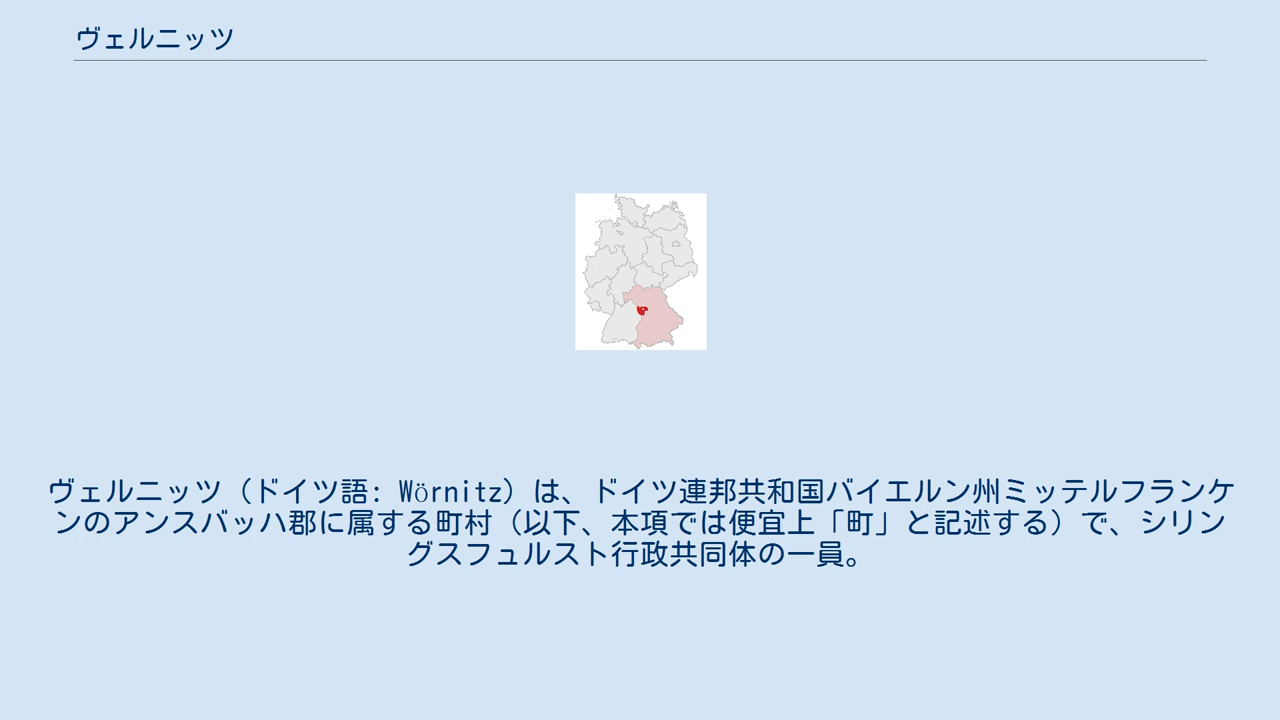 ヴェルニッツ
ヴェルニッツ（ドイツ語: Wörnitz）は、ドイツ連邦共和国バイエルン州ミッテルフランケ
ンのアンスバッハ郡に属する町村（以下、本項では便宜上「町」と記述する）で、シリン
グスフュルスト行政共同体の一員。